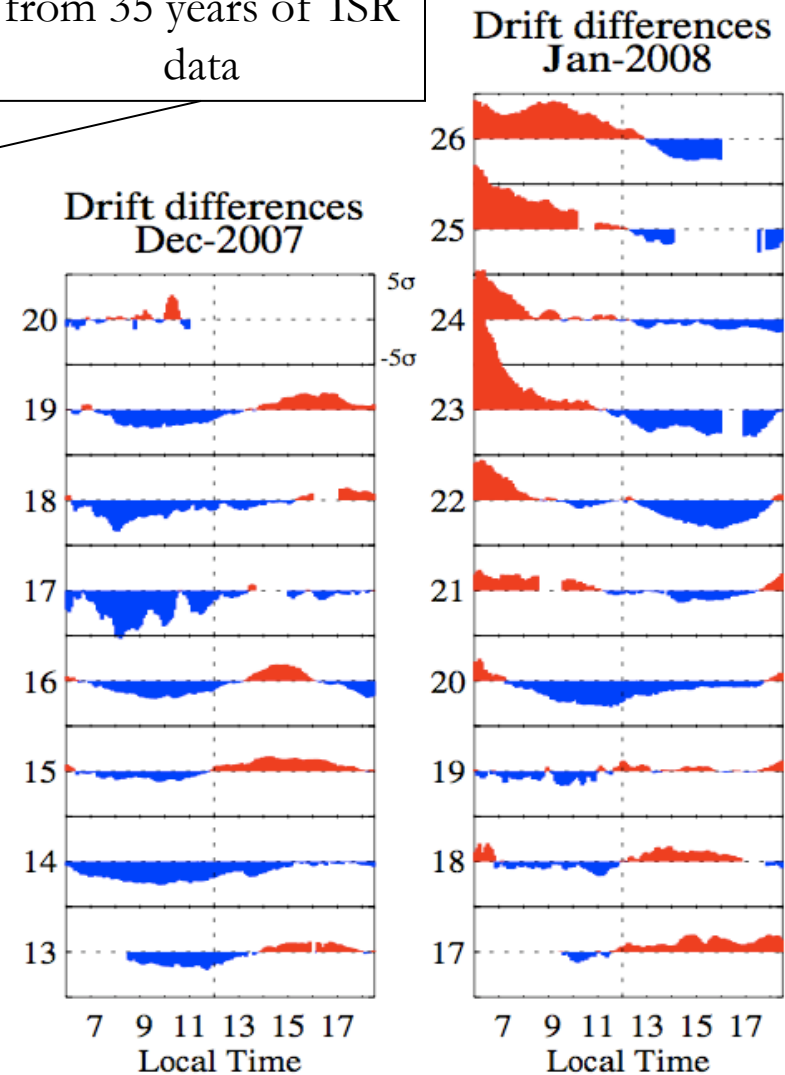 from 35 years of ISR
data
Drift differences
Dec-2007
5σ
-5σ
20
19
18
17
16
15
14
13
7 9 11 13 15 17
Local Time
Drift differences
Jan-2008
26
25
24
23
22
21
20
19
18
17
7 9 11 13 15 17
Local Time